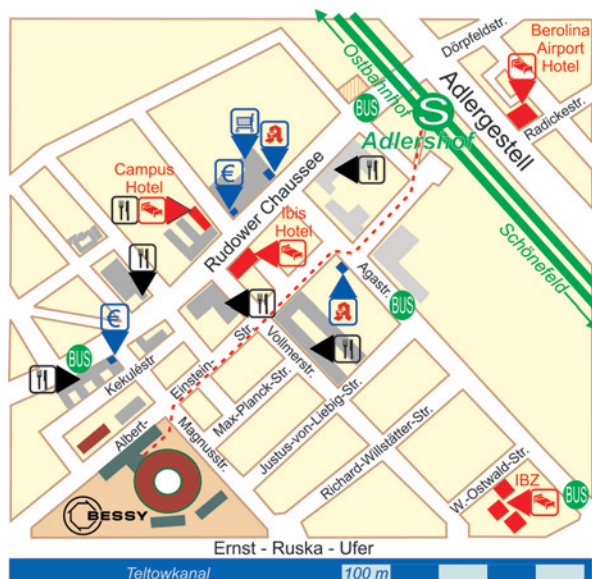 Berolina
Airport
Hotel
Dörpfeldstr.
Ostbahnhof
Adlergestell
Radickestr.
BUS
S
Adlershof
Schönefeld
Rudower Chaussee
Campus
Hotel
€
Ibis
Hotel
Agastr.
BUS
€
BUS
Kekuléstr
Albert-
Einstein-
Str.
Vollmerstr.
Magnusstr.
Max-Planck-Str.
Justus-von-Liebig-Str.
Richard-Willstätter-Str.
W.-Ostwald-Str.
IBZ
BUS
BESSY
Ernst - Ruska - Ufer
Teltowkanal
100 m